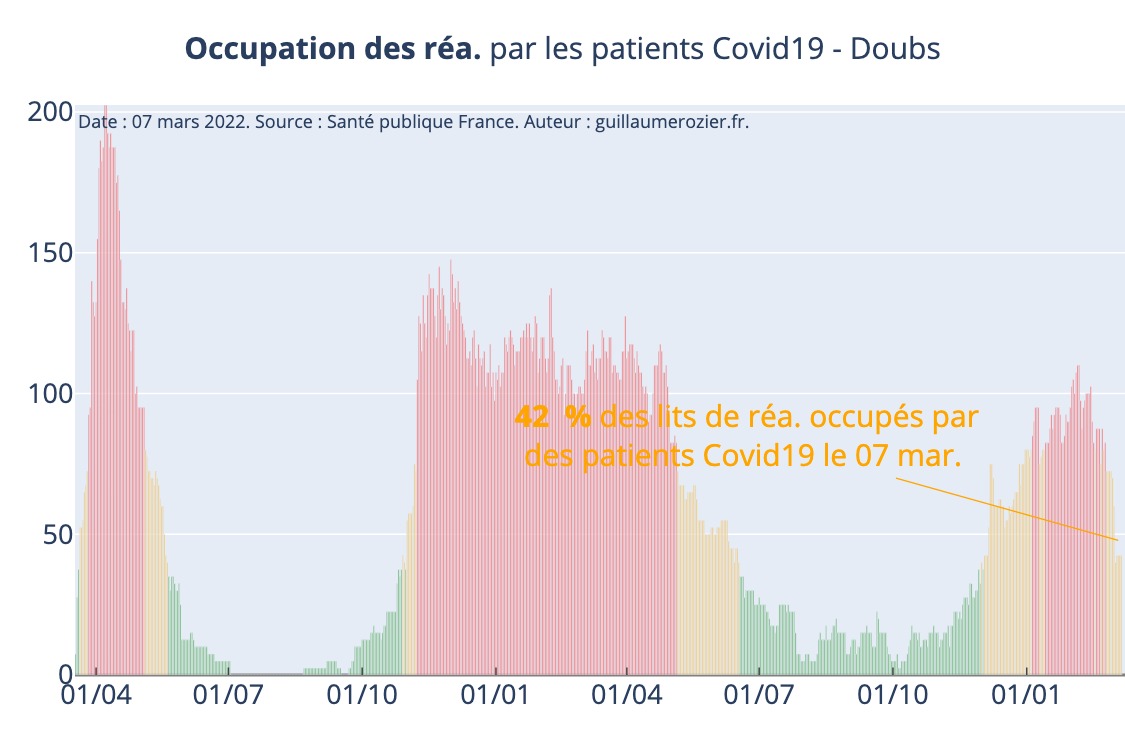 Occupation des réa. par les patients Covid19 - Doubs
200
Date : 07 mars 2022. Source : Santé publique France. Auteur : guillaumerozier.fr.
150
100
42 % des lits de réa. occupés par
des patients Covid19 le 07 mar.
50
0
01/04 01/07 01/10 01/01 01/04 01/07 01/10 01/01